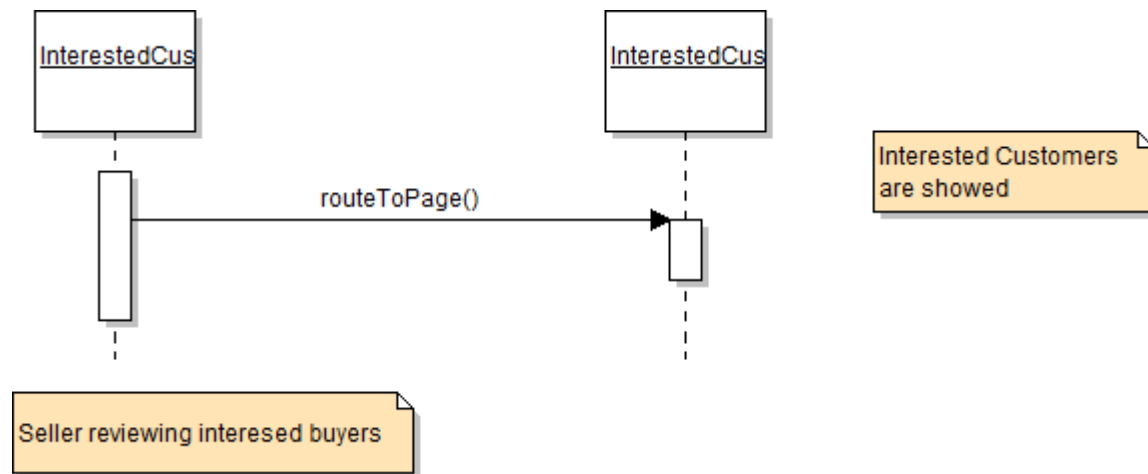 InterestedCus
InterestedCus
Interested Customers
are showed
routeToPage()
Seller reviewing interesed buyers